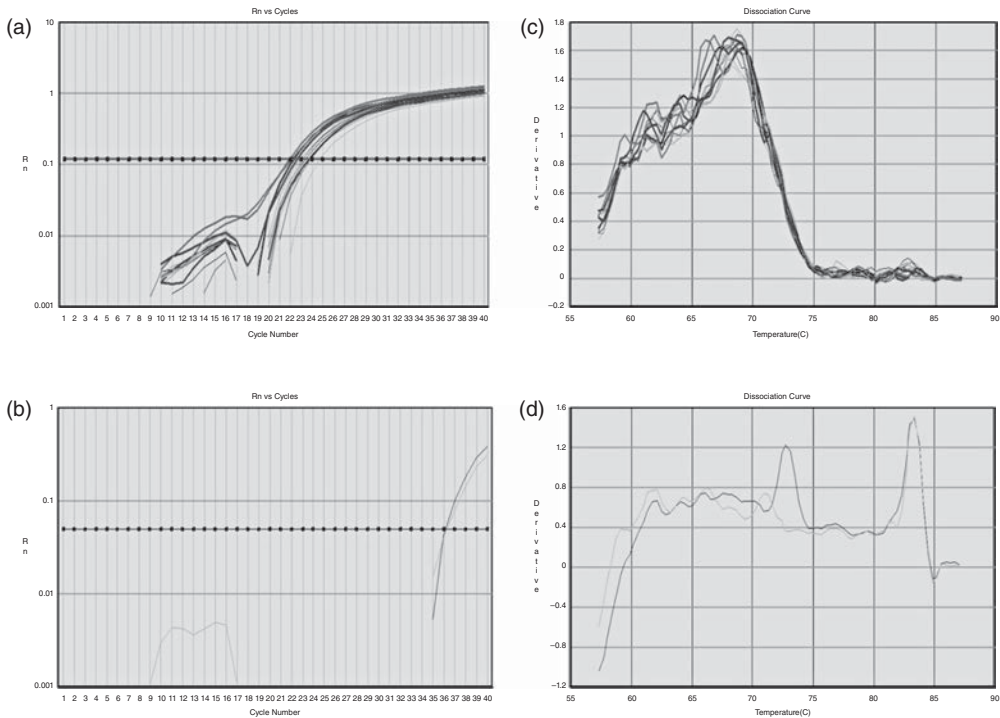 (a)
Rn vs Cycles
10
1
0.1
0.01
0.001
Rn
1 2 3 4 5 6 7 8 9 10 11 12 13 14 15 16 17 18 19 20 21 22 23 24 25 26 27 28 29 30 31 32 33 34 35 36 37 38 39 40
Cycle Number
(c)
Dissociation Curve
1.8
1.6
1.4
1.2
1
0.8
0.6
0.4
0.2
0
−0.2
Derivative
55 60 65 70 75 80 85 90
Temperature(C)
(b)
Rn vs Cycles
1
0.1
0.01
0.001
Rn
1 2 3 4 5 6 7 8 9 10 11 12 13 14 15 16 17 18 19 20 21 22 23 24 25 26 27 28 29 30 31 32 33 34 35 36 37 38 39 40
Cycle Number
(d)
Dissociation Curve
1.6
1.2
0.8
0.4
0
−0.4
−0.8
−1.2
Derivative
55 60 65 70 75 80 85 90
Temperature(C)